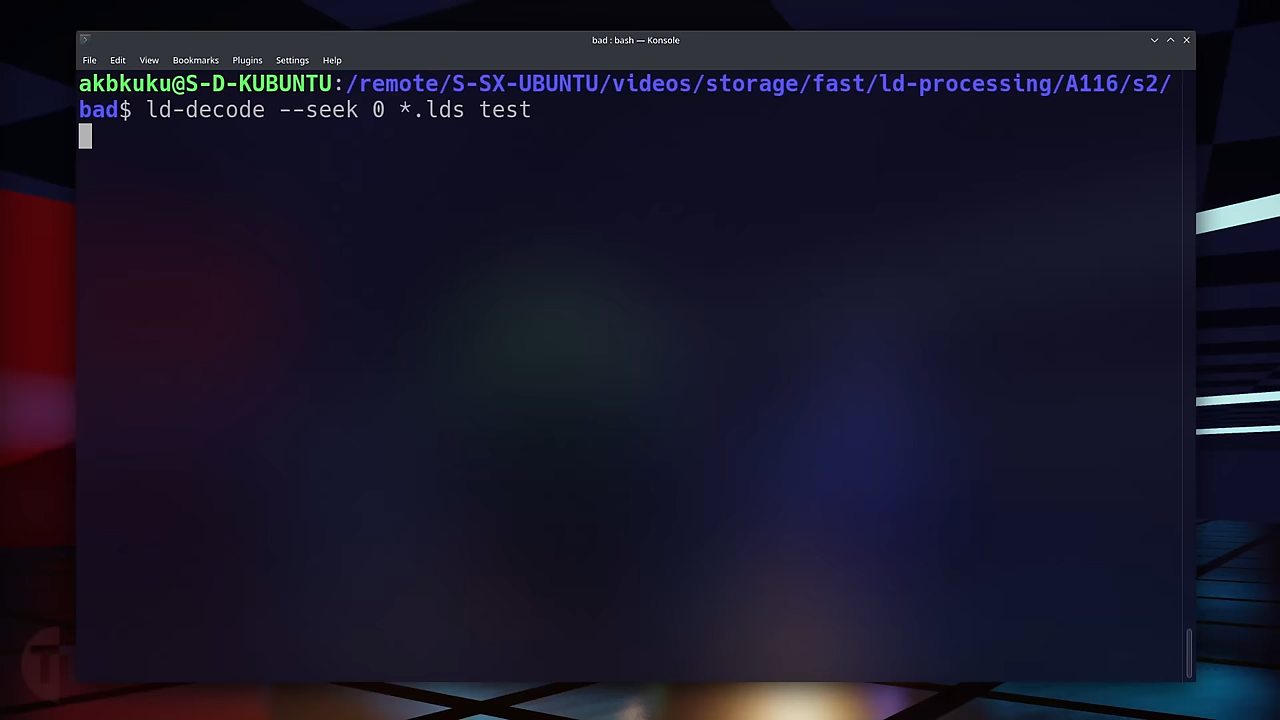 bad : bash — Konsole
File Edit View Bookmarks Plugins Settings Help
akbkuku@S-D-KUBUNTU:/remote/S-SX-UBUNTU/videos/storage/fast/ld-processing/A116/s2/
bad$ ld-decode --seek 0 *.lds test